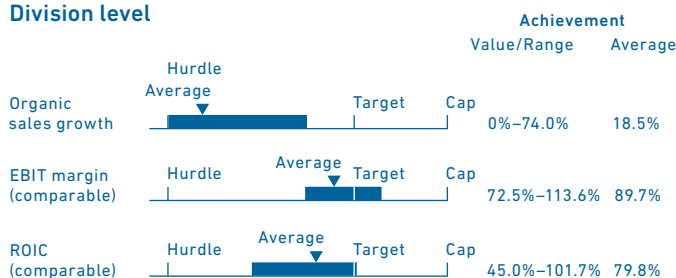 Division level
Achievement
Value/Range Average
Hurdle
Average
Organic
sales growth
Target Cap
0%–74.0% 18.5%
EBIT margin
(comparable)
Hurdle Average Target Cap
72.5%–113.6% 89.7%
ROIC
(comparable)
Hurdle Average Target Cap
45.0%–101.7% 79.8%